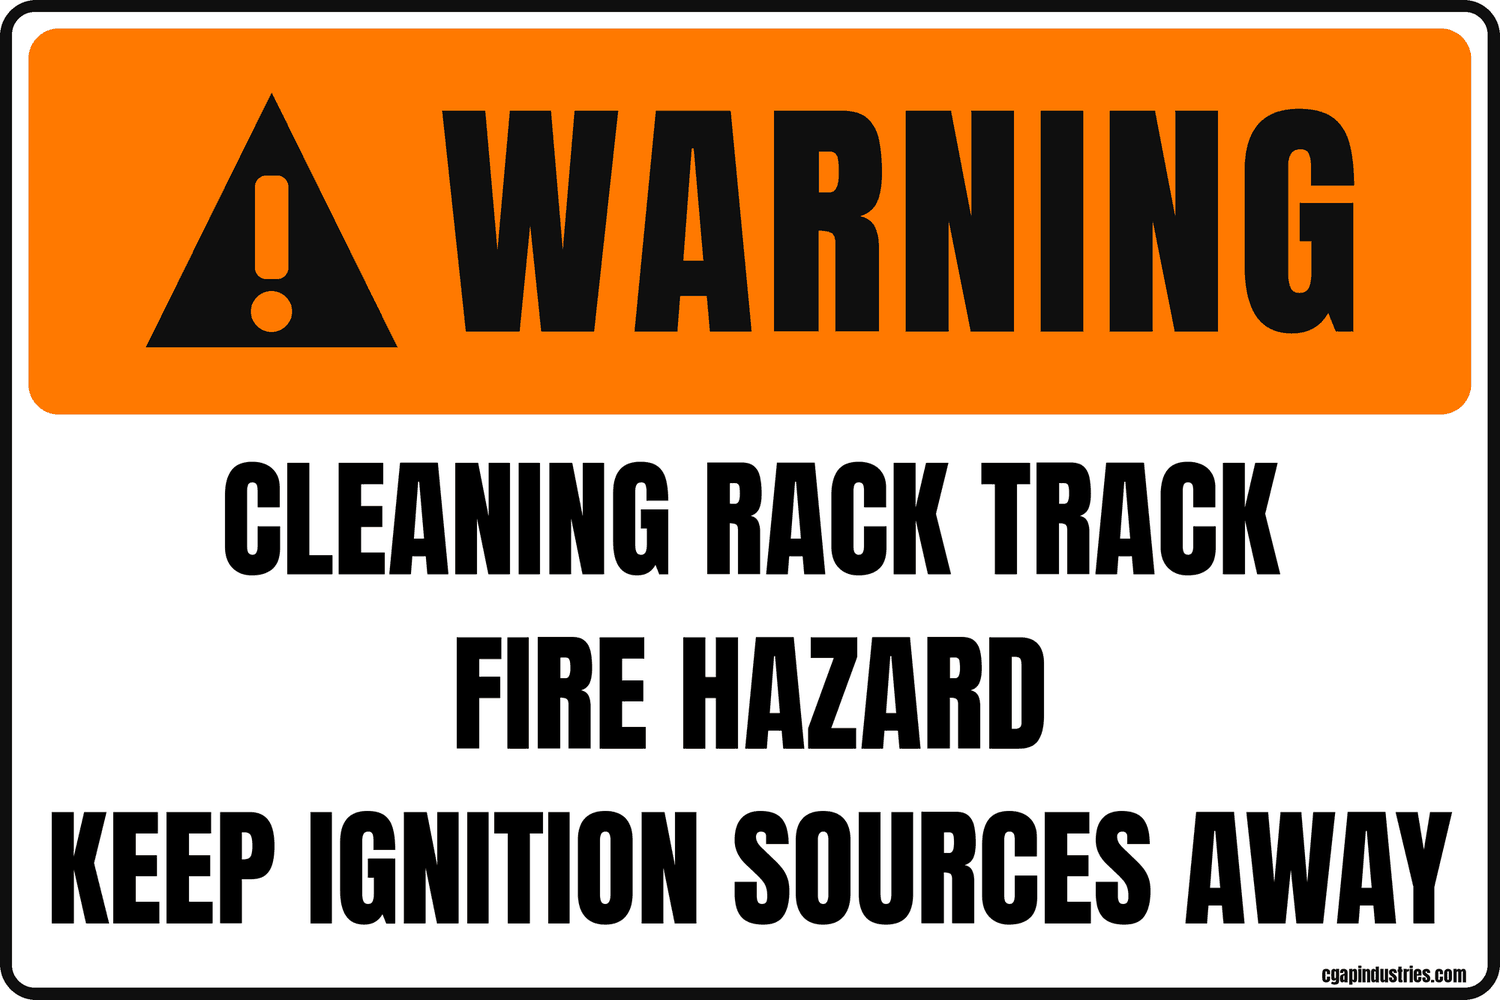 WARNING
CLEANING RACK TRACK
FIRE HAZARD
KEEP IGNITION SOURCES AWAY
cgapindustries.com